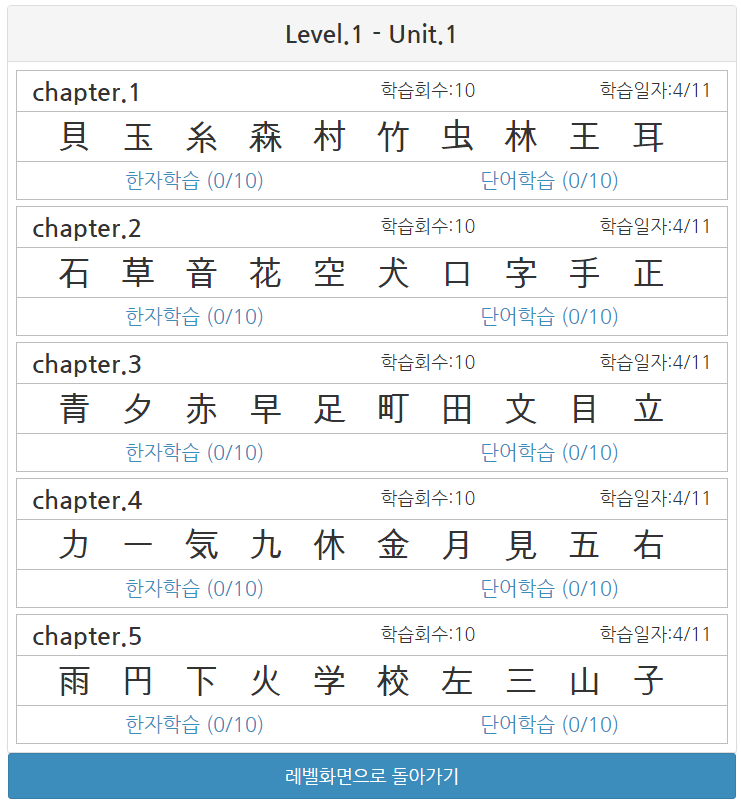 Level.1 - Unit.1
chapter.1 학습회수:10 학습일자:4/11
貝 玉 糸 森 村 竹 虫 林 王 耳
한자학습 (0/10) 단어학습 (0/10)
chapter.2 학습회수:10 학습일자:4/11
石 草 音 花 空 犬 口 字 手 正
한자학습 (0/10) 단어학습 (0/10)
chapter.3 학습회수:10 학습일자:4/11
青 夕 赤 早 足 町 田 文 目 立
한자학습 (0/10) 단어학습 (0/10)
chapter.4 학습회수:10 학습일자:4/11
力 一 気 九 休 金 月 見 五 右
한자학습 (0/10) 단어학습 (0/10)
chapter.5 학습회수:10 학습일자:4/11
雨 円 下 火 学 校 左 三 山 子
한자학습 (0/10) 단어학습 (0/10)
레벨화면으로 돌아가기